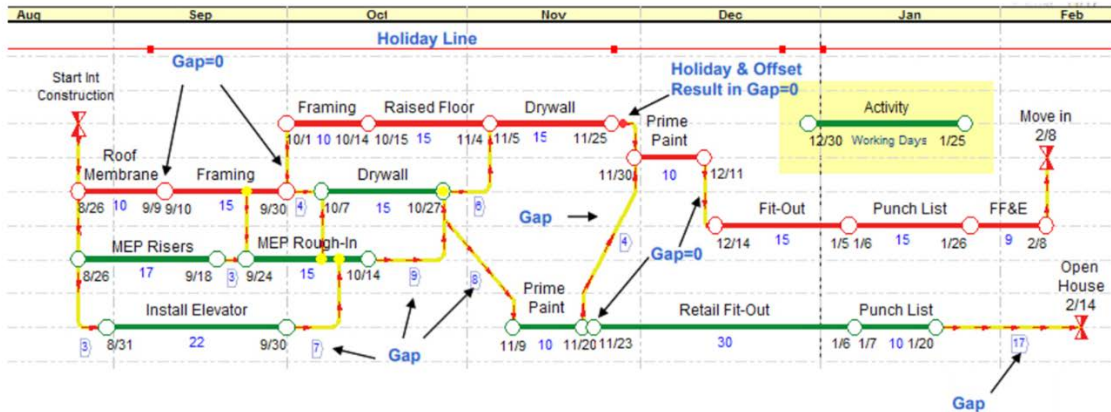 Aug Sep Oct Nov Dec Jan Feb
Holiday Line
Gap=0
Start Int
Construction
Holiday & Offset
Result in Gap=0
Framing Raised Floor Drywall
10/1 10 10/14 10/15 15 11/4 11/5 15 11/25
Prime
Paint
11/30 10 12/11
Activity
12/30 Working Days 1/25
Move in
2/8
Roof
Membrane Framing Drywall
8/26 10 9/9 9/10 15 9/30 4 10/7 15 10/27 6
Gap
4
Gap=0
Fit-Out Punch List FF&E
12/14 15 1/5 1/6 15 1/26 9 2/8
MEP Risers MEP Rough-In
8/26 17 9/18 3 9/24 15 10/14 9 8
Install Elevator
3 8/31 22 9/30 7
Gap
Prime
Paint Retail Fit-Out Punch List
11/9 10 11/20 11/23 30 1/6 1/7 10 1/20 17
Open
House
2/14
Gap